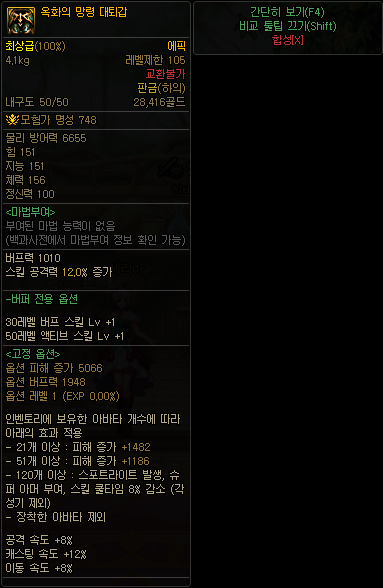 옥화의 망령 대퇴갑
최상급(100%) 에픽
4.1kg 레벨제한 105
교환불가
판금(하의)
내구도 50/50 28,416골드
모험가 명성 748
물리 방어력 6655
힘 151
지능 151
체력 156
정신력 100
<마법부여>
부여된 마법 능력이 없음
(백과사전에서 마법부여 정보 확인 가능)
버프력 1010
스킬 공격력 12.0% 증가
-버퍼 전용 옵션
30레벨 버프 스킬 Lv +1
50레벨 액티브 스킬 Lv +1
<고정 옵션>
옵션 피해 증가 5066
옵션 버프력 1948
옵션 레벨 1 (EXP 0.00%)
인벤토리에 보유한 아바타 개수에 따라
아래의 효과 적용
- 21개 이상 : 피해 증가 +1482
- 51개 이상 : 피해 증가 +1186
- 120개 이상 : 스포트라이트 발생, 슈
퍼 아머 부여, 스킬 쿨타임 8% 감소 (각
성기 제외)
- 장착한 아바타 제외
공격 속도 +8%
캐스팅 속도 +12%
이동 속도 +8%
간단히 보기(F4)
비교 툴팁 끄기(Shift)
합성[X]